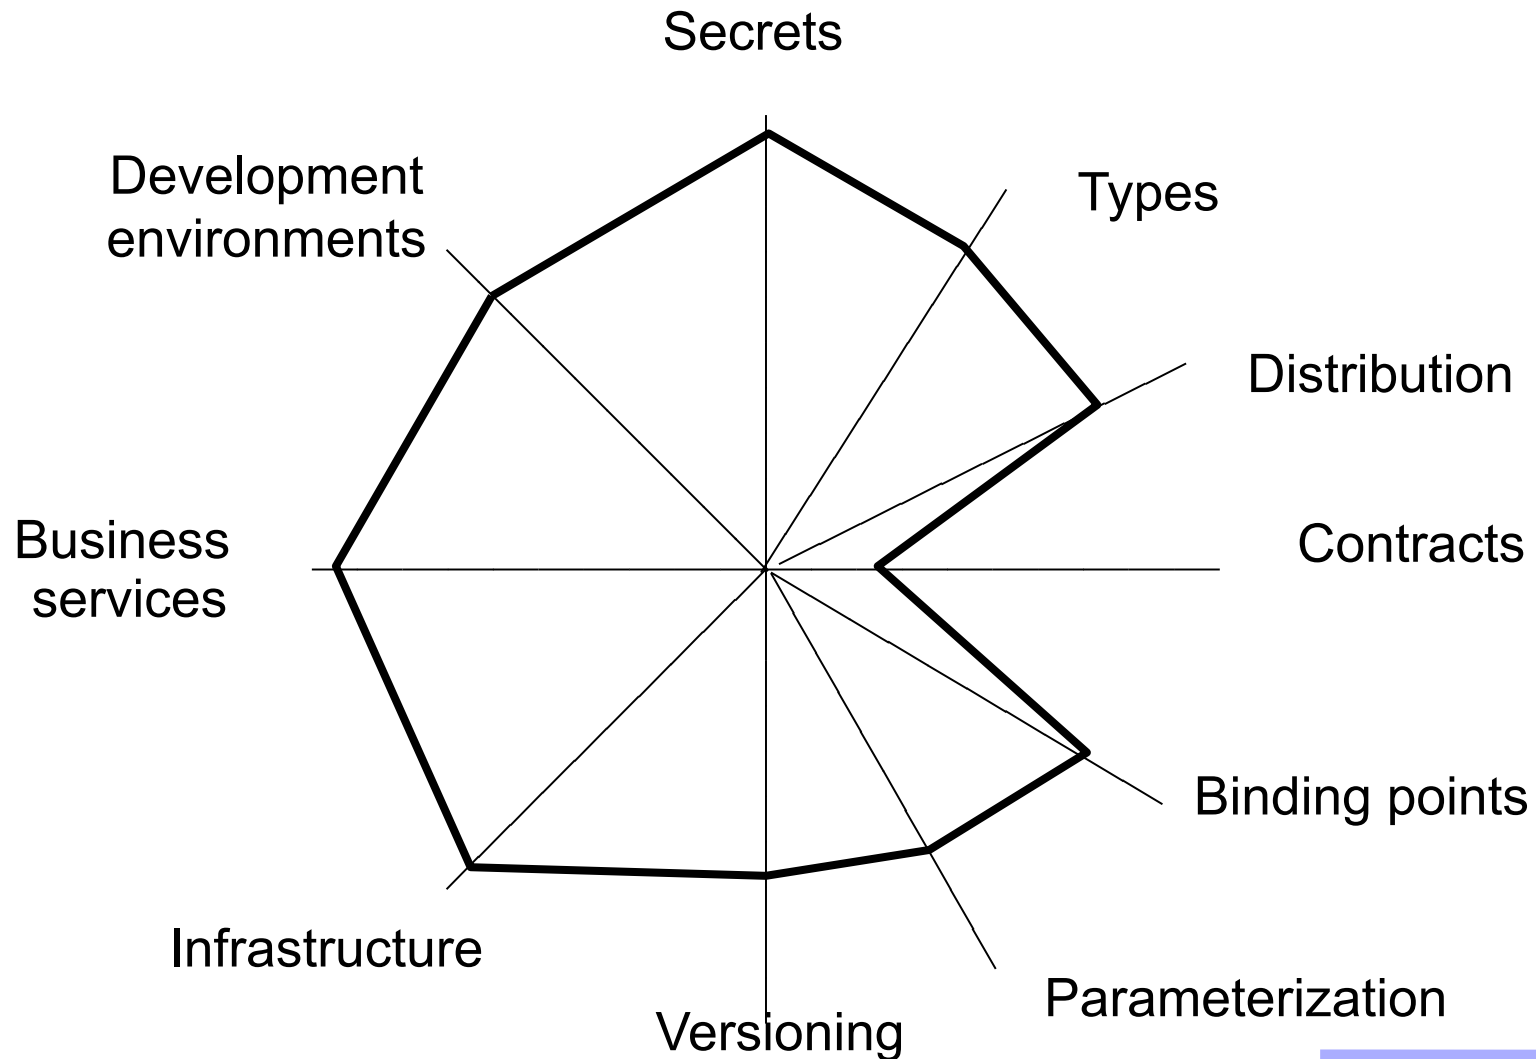 Secrets
Development
environments
Types
Distribution
Business
services
Contracts
Binding points
Infrastructure
Parameterization
Versioning